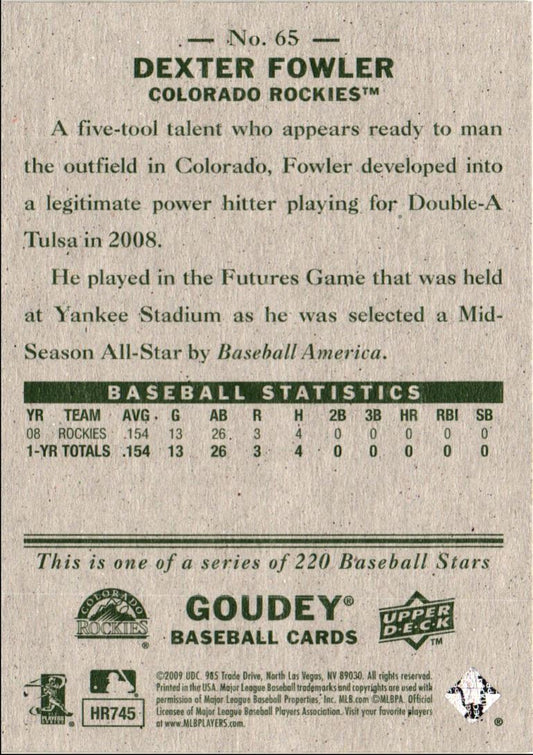 — No. 65 —
DEXTER FOWLER
COLORADO ROCKIES™
A five-tool talent who appears ready to man
the outfield in Colorado, Fowler developed into
a legitimate power hitter playing for Double-A
Tulsa in 2008.
He played in the Futures Game that was held
at Yankee Stadium as he was selected a Mid-
Season All-Star by Baseball America.
BASEBALL STATISTICS
YR TEAM AVG. G AB R H 2B 3B HR RBI SB
08 ROCKIES .154 13 26 3 4 0 0 0 0 0
1-YR TOTALS .154 13 26 3 4 0 0 0 0 0
This is one of a series of 220 Baseball Stars
COLORADO
ROCKIES®
GOUDEY®
BASEBALL CARDS
UPPER
DECK™
HR745
©2009 UDC. 985 Trade Drive, North Las Vegas, NV 89030. All rights reserved.
Printed in the USA. Major League Baseball trademarks and copyrights are used with
permission of Major League Baseball Properties, Inc. MLB.com ©MLBPA. Official
Licensee of Major League Baseball Players Association. Visit your favorite players
at www.MLBPLAYERS.com